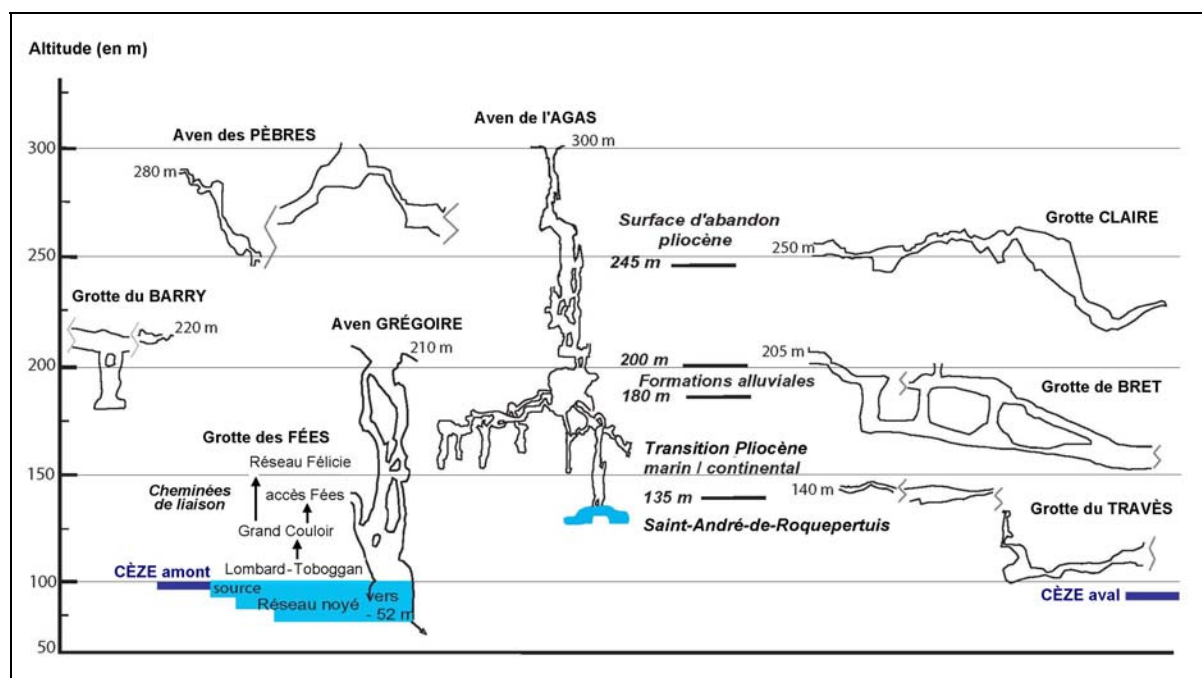 Altitude (en m)
300
250
200
150
100
50
Aven des PÈBRES
280 m
Aven de l'AGAS
300 m
Surface d'abandon
pliocène
245 m
Grotte CLAIRE
250 m
Grotte du BARRY
220 m
Aven GRÉGOIRE
210 m
200 m
Formations alluviales
180 m
205 m
Grotte de BRET
Grotte des FÉES
Réseau Félicie
Cheminées
de liaison
accès Fées
Grand Couloir
Lombard-Toboggan
Transition Pliocène
marin / continental
135 m
Saint-André-de-Roquepertuis
140 m
Grotte du TRAVÈS
CÈZE amont
source
Réseau noyé
vers
- 52 m
CÈZE aval